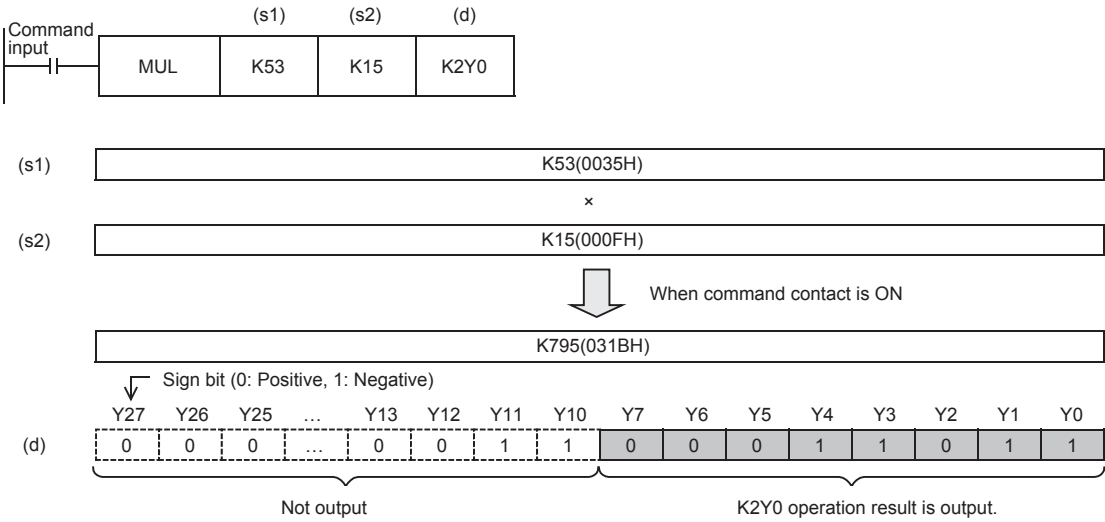 (s1) (s2) (d)
Command
input
MUL K53 K15 K2Y0
(s1) K53(0035H)
×
(s2) K15(000FH)
When command contact is ON
K795(031BH)
Sign bit (0: Positive, 1: Negative)
Y27 Y26 Y25 … Y13 Y12 Y11 Y10 Y7 Y6 Y5 Y4 Y3 Y2 Y1 Y0
(d) 0 0 0 … 0 0 1 1 0 0 0 1 1 0 1 1
Not output K2Y0 operation result is output.